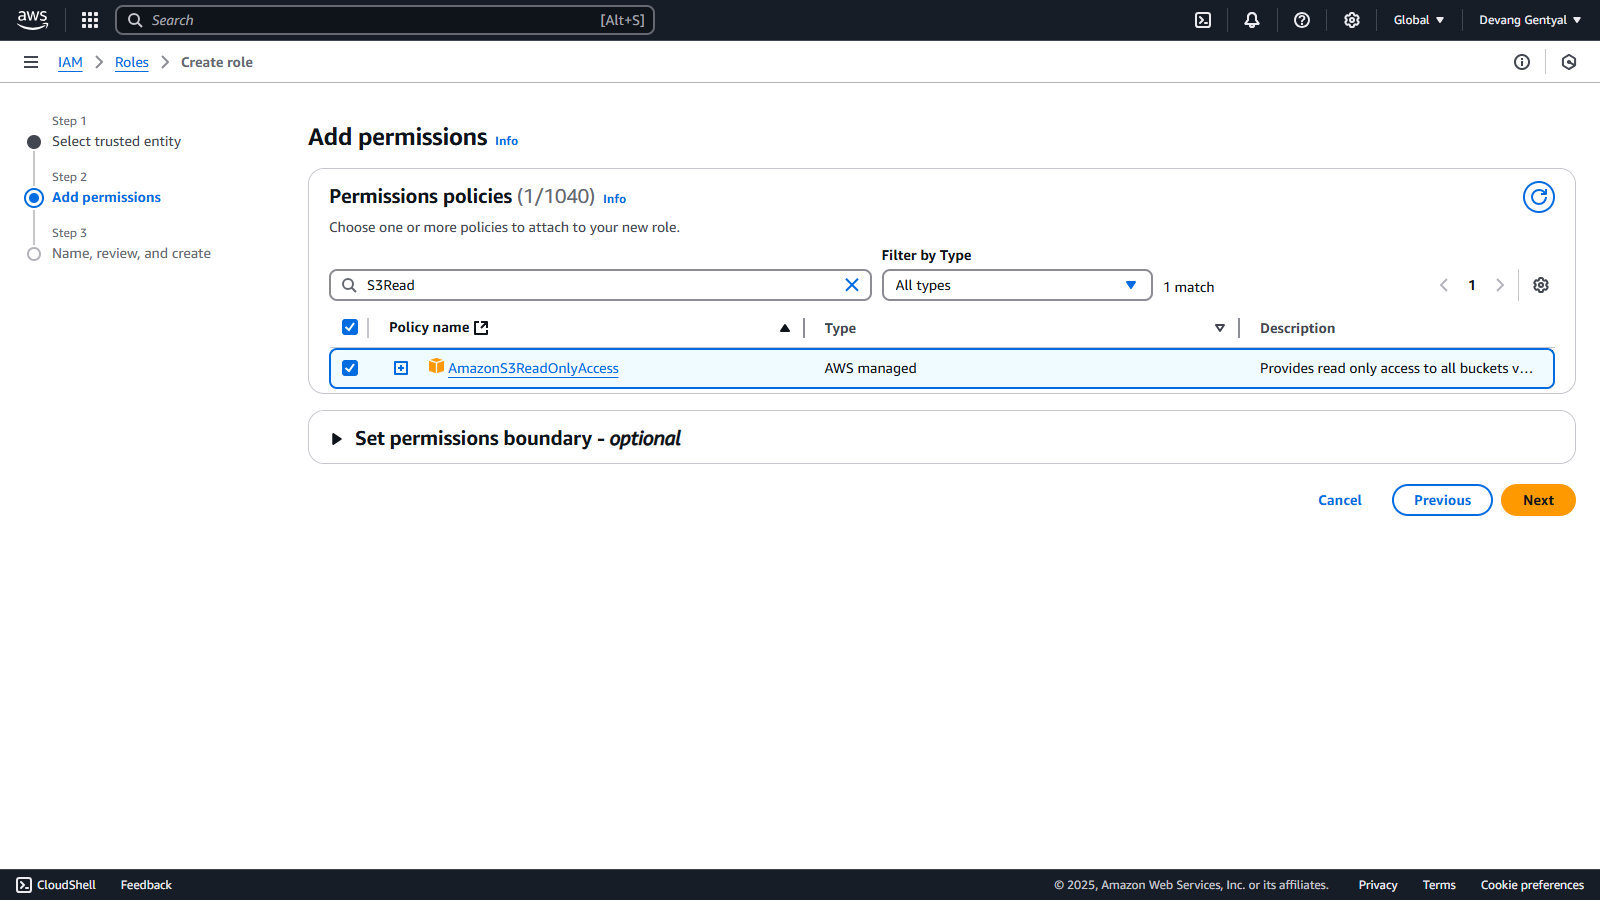 aws
Search
[Alt+S]
Global
Devang Gentyal
IAM
Roles
Create role
Step 1
Select trusted entity
Step 2
Add permissions
Step 3
Name, review, and create
Add permissions Info
Permissions policies (1/1040) Info
Choose one or more policies to attach to your new role.
Filter by Type
S3Read
All types
1 match
1
Policy name
Type
Description
AmazonS3ReadOnlyAccess
AWS managed
Provides read only access to all buckets v...
Set permissions boundary - optional
Cancel
Previous
Next
CloudShell
Feedback
© 2025, Amazon Web Services, Inc. or its affiliates.
Privacy
Terms
Cookie preferences